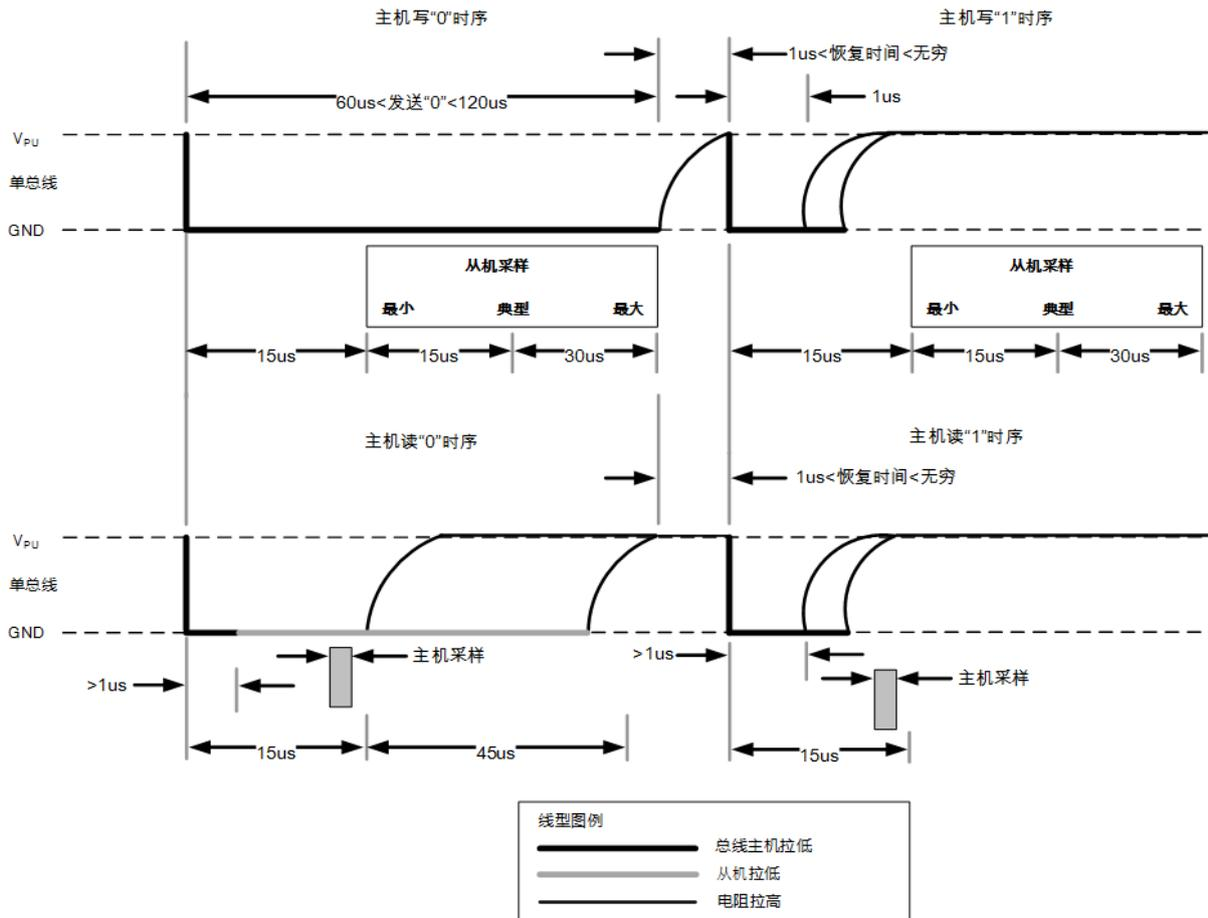 主机写“0”时序
主机写“1”时序
1us<恢复时间<无穷
60us<发送“0”<120us
1us
VPU
单总线
GND
从机采样
最小 典型 最大
从机采样
最小 典型 最大
15us
15us
30us
15us
15us
30us
主机读“0”时序
主机读“1”时序
1us<恢复时间<无穷
VPU
单总线
GND
主机采样
>1us
>1us
主机采样
15us
45us
15us
线型图例
总线主机拉低
从机拉低
电阻拉高